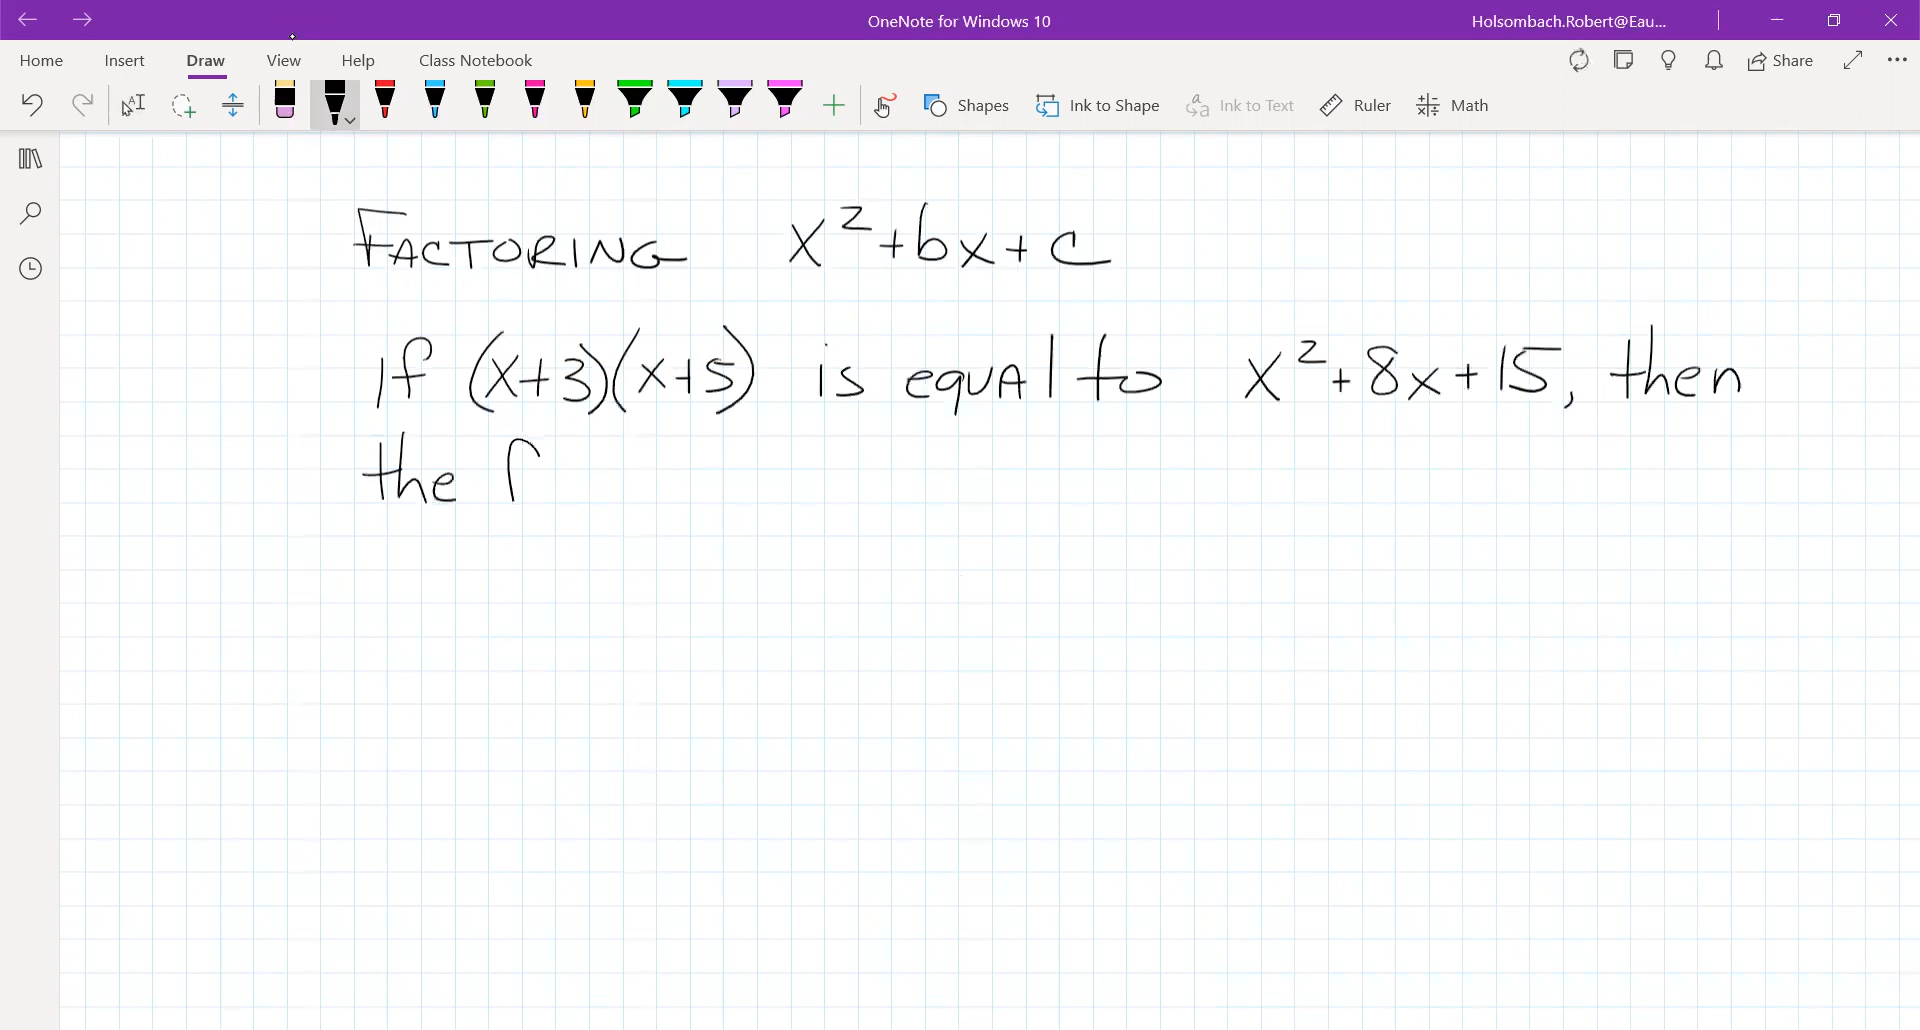 OneNote for Windows 10
Holsombach.Robert@Eau...
Home Insert Draw View Help Class Notebook
Share
Shapes Ink to Shape Ink to Text Ruler Math
FACTORING x²+bx+c
If (x+3)(x+5) is equal to x²+8x+15, then
the